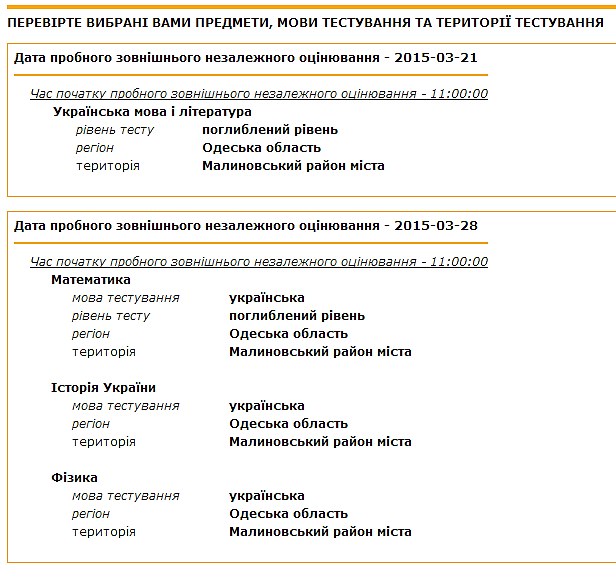 ПЕРЕВІРТЕ ВИБРАНІ ВАМИ ПРЕДМЕТИ, МОВИ ТЕСТУВАННЯ ТА ТЕРИТОРІЇ ТЕСТУВАННЯ
Дата пробного зовнішнього незалежного оцінювання - 2015-03-21
Час початку пробного зовнішнього незалежного оцінювання - 11:00:00
Українська мова і література
рівень тесту поглиблений рівень
регіон Одеська область
територія Малиновський район міста
Дата пробного зовнішнього незалежного оцінювання - 2015-03-28
Час початку пробного зовнішнього незалежного оцінювання - 11:00:00
Математика
мова тестування українська
рівень тесту поглиблений рівень
регіон Одеська область
територія Малиновський район міста
Історія України
мова тестування українська
регіон Одеська область
територія Малиновський район міста
Фізика
мова тестування українська
регіон Одеська область
територія Малиновський район міста